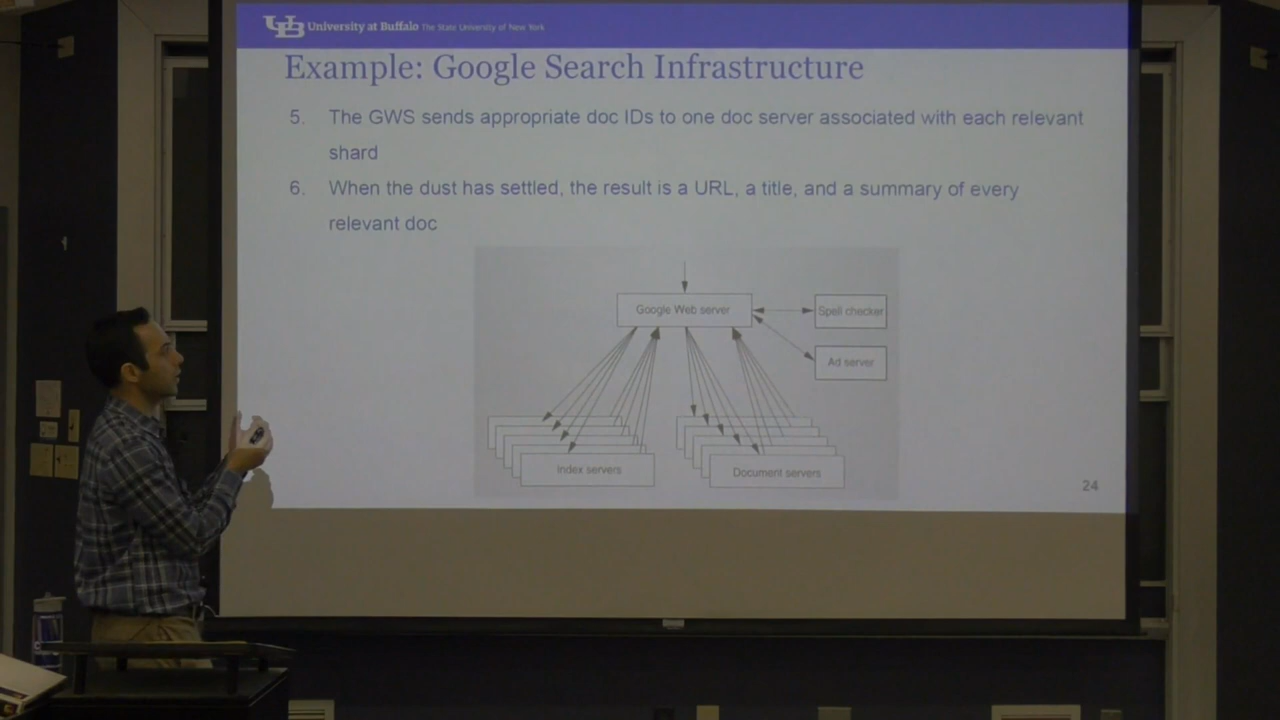 University at Buffalo The State University of New York
Example: Google Search Infrastructure
5. The GWS sends appropriate doc IDs to one doc server associated with each relevant
shard
6. When the dust has settled, the result is a URL, a title, and a summary of every
relevant doc
Google Web server
Spell checker
Ad server
Index servers
Document servers
24